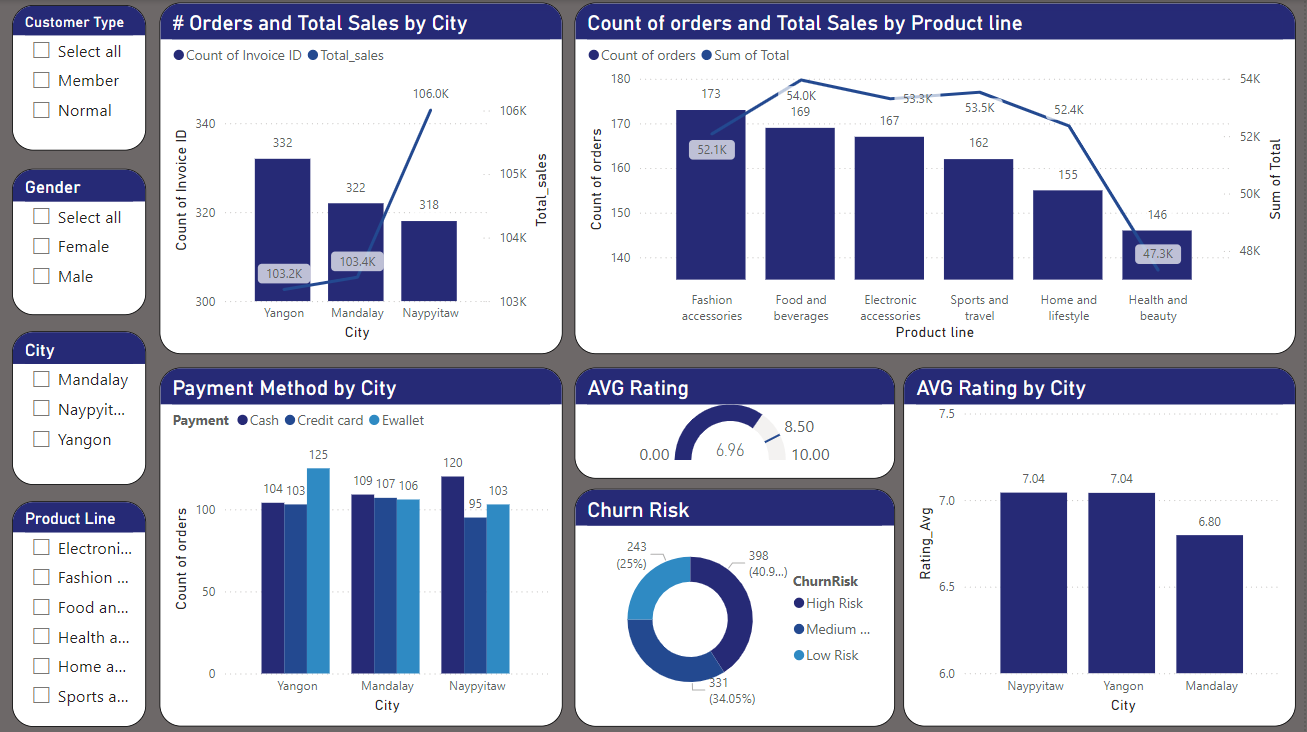 Customer Type
Select all
Member
Normal
Gender
Select all
Female
Male
City
Mandalay
Naypyit...
Yangon
Product Line
Electroni...
Fashion ...
Food an...
Health a...
Home a...
Sports a...
# Orders and Total Sales by City
Count of Invoice ID Total_sales
106.0K
106K
340
332
105K
322
318
320
104K
103.4K
103.2K
300
103K
Count of Invoice ID
Total_sales
Yangon Mandalay Naypyitaw
City
Count of orders and Total Sales by Product line
Count of orders Sum of Total
180
54K
173
54.0K
53.3K
53.5K
52.4K
169
167
170
52K
52.1K
162
160
155
50K
150
146
48K
47.3K
140
Count of orders
Sum of Total
Fashion accessories
Food and beverages
Electronic accessories
Sports and travel
Home and lifestyle
Health and beauty
Product line
Payment Method by City
Payment Cash Credit card Ewallet
125
120
104 103
109 107 106
95 103
100
50
0
Count of orders
Yangon Mandalay Naypyitaw
City
AVG Rating
8.50
6.96
0.00
10.00
Churn Risk
243
(25%)
398
(40.9...)
331
(34.05%)
ChurnRisk
High Risk
Medium ...
Low Risk
AVG Rating by City
7.5
7.04
7.04
7.0
6.80
6.5
6.0
Rating_Avg
Naypyitaw Yangon Mandalay
City